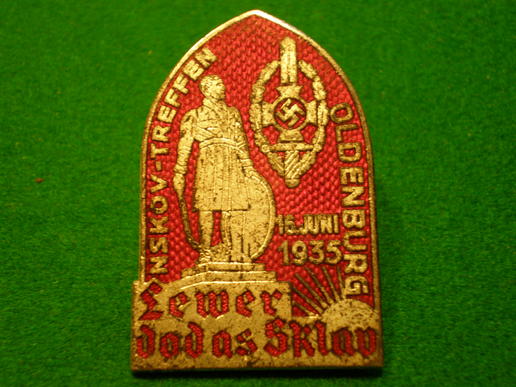 NSKOV-TREFFEN
OLDENBURG
16.JUNI
1935
Lewer
dod as Sklav